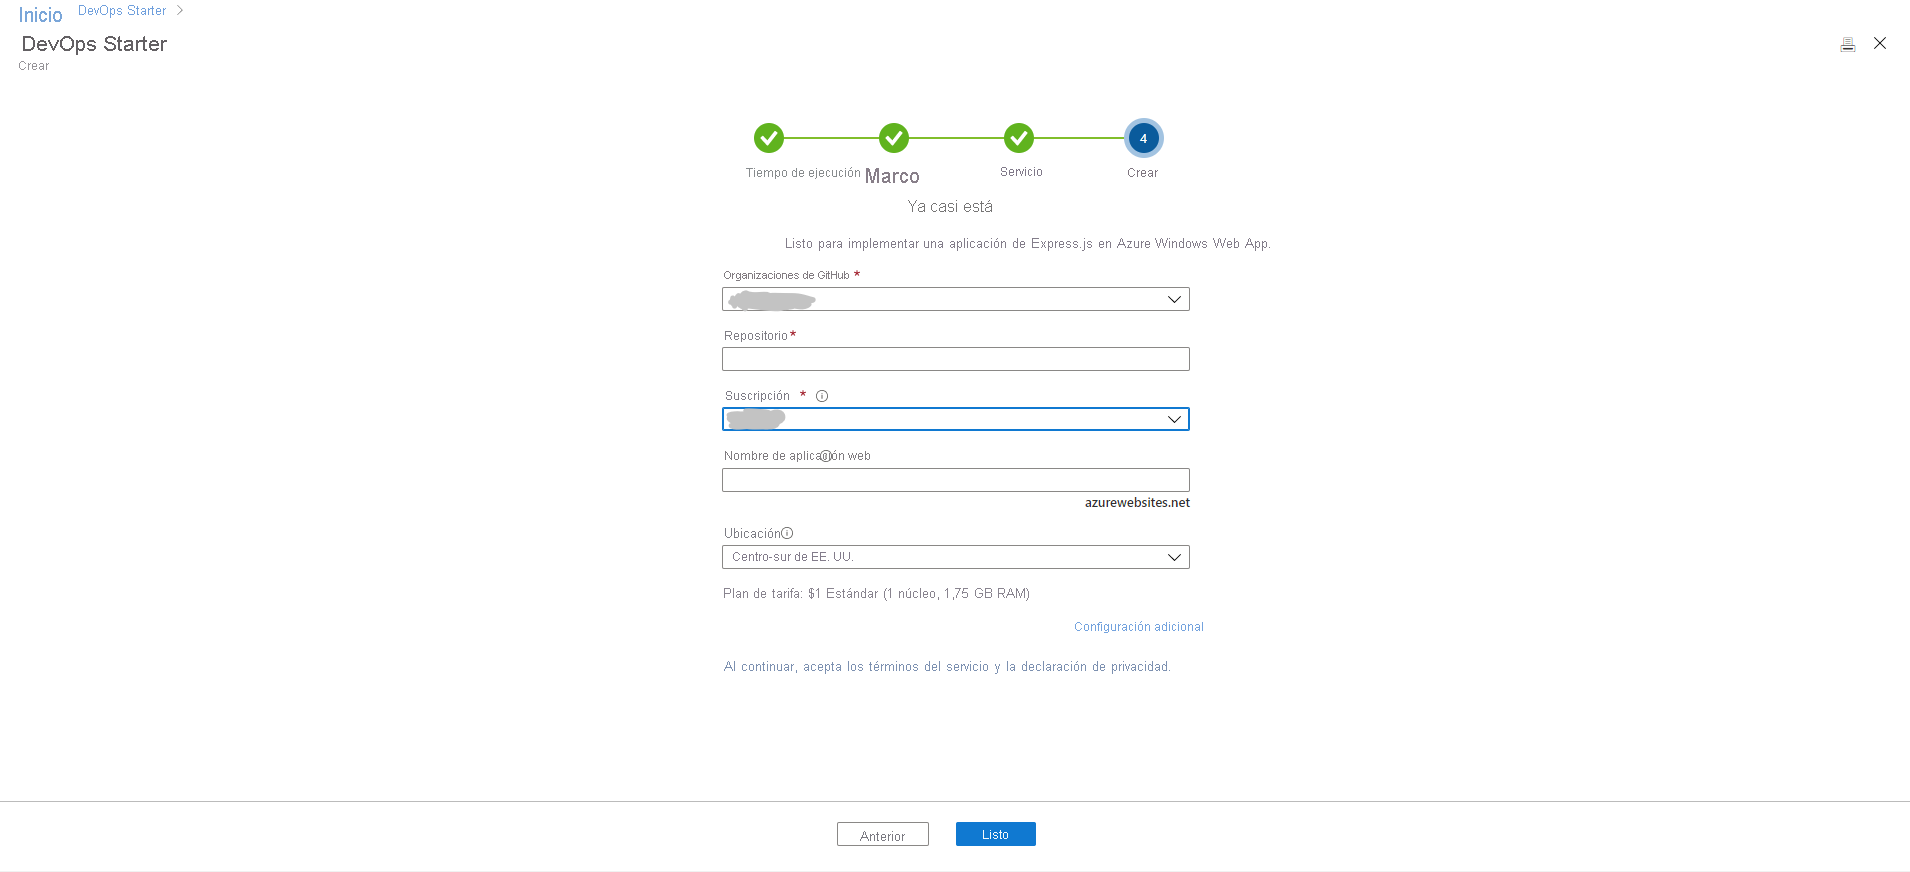 Inicio DevOps Starter
DevOps Starter
Crear
4
Tiempo de ejecución Marco Servicio Crear
Ya casi está
Listo para implementar una aplicación de Express.js en Azure Windows Web App.
Organizaciones de GitHub *
Repositorio *
Suscripción *
Nombre de aplicación web
azurewebsites.net
Ubicación
Centro-sur de EE. UU.
Plan de tarifa: $1 Estándar (1 núcleo, 1,75 GB RAM)
Configuración adicional
Al continuar, acepta los términos del servicio y la declaración de privacidad.
Anterior Listo